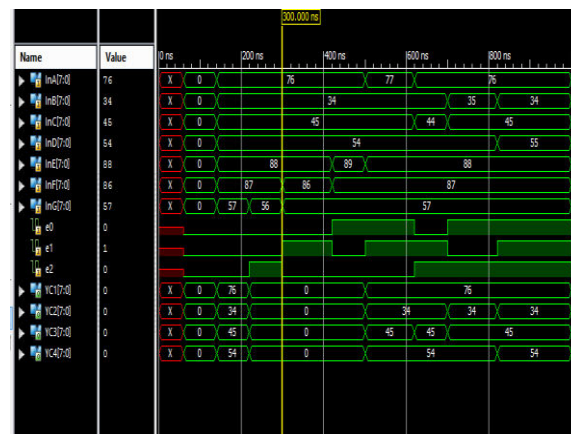 300.000 ns
Name Value 0 ns 200 ns 400 ns 600 ns 800 ns
InA[7:0] 76 X 0 76 77 76
InB[7:0] 34 X 0 34 35 34
InC[7:0] 45 X 0 45 44 45
InD[7:0] 54 X 0 54 55
InE[7:0] 88 X 0 88 89 88
InF[7:0] 86 X 0 87 86 87
InG[7:0] 57 X 0 57 56 57
e0 0
e1 1
e2 0
YC1[7:0] 0 X 0 76 0 76
YC2[7:0] 0 X 0 34 0 34 34 34
YC3[7:0] 0 X 0 45 0 45 45 45
YC4[7:0] 0 X 0 54 0 54 54